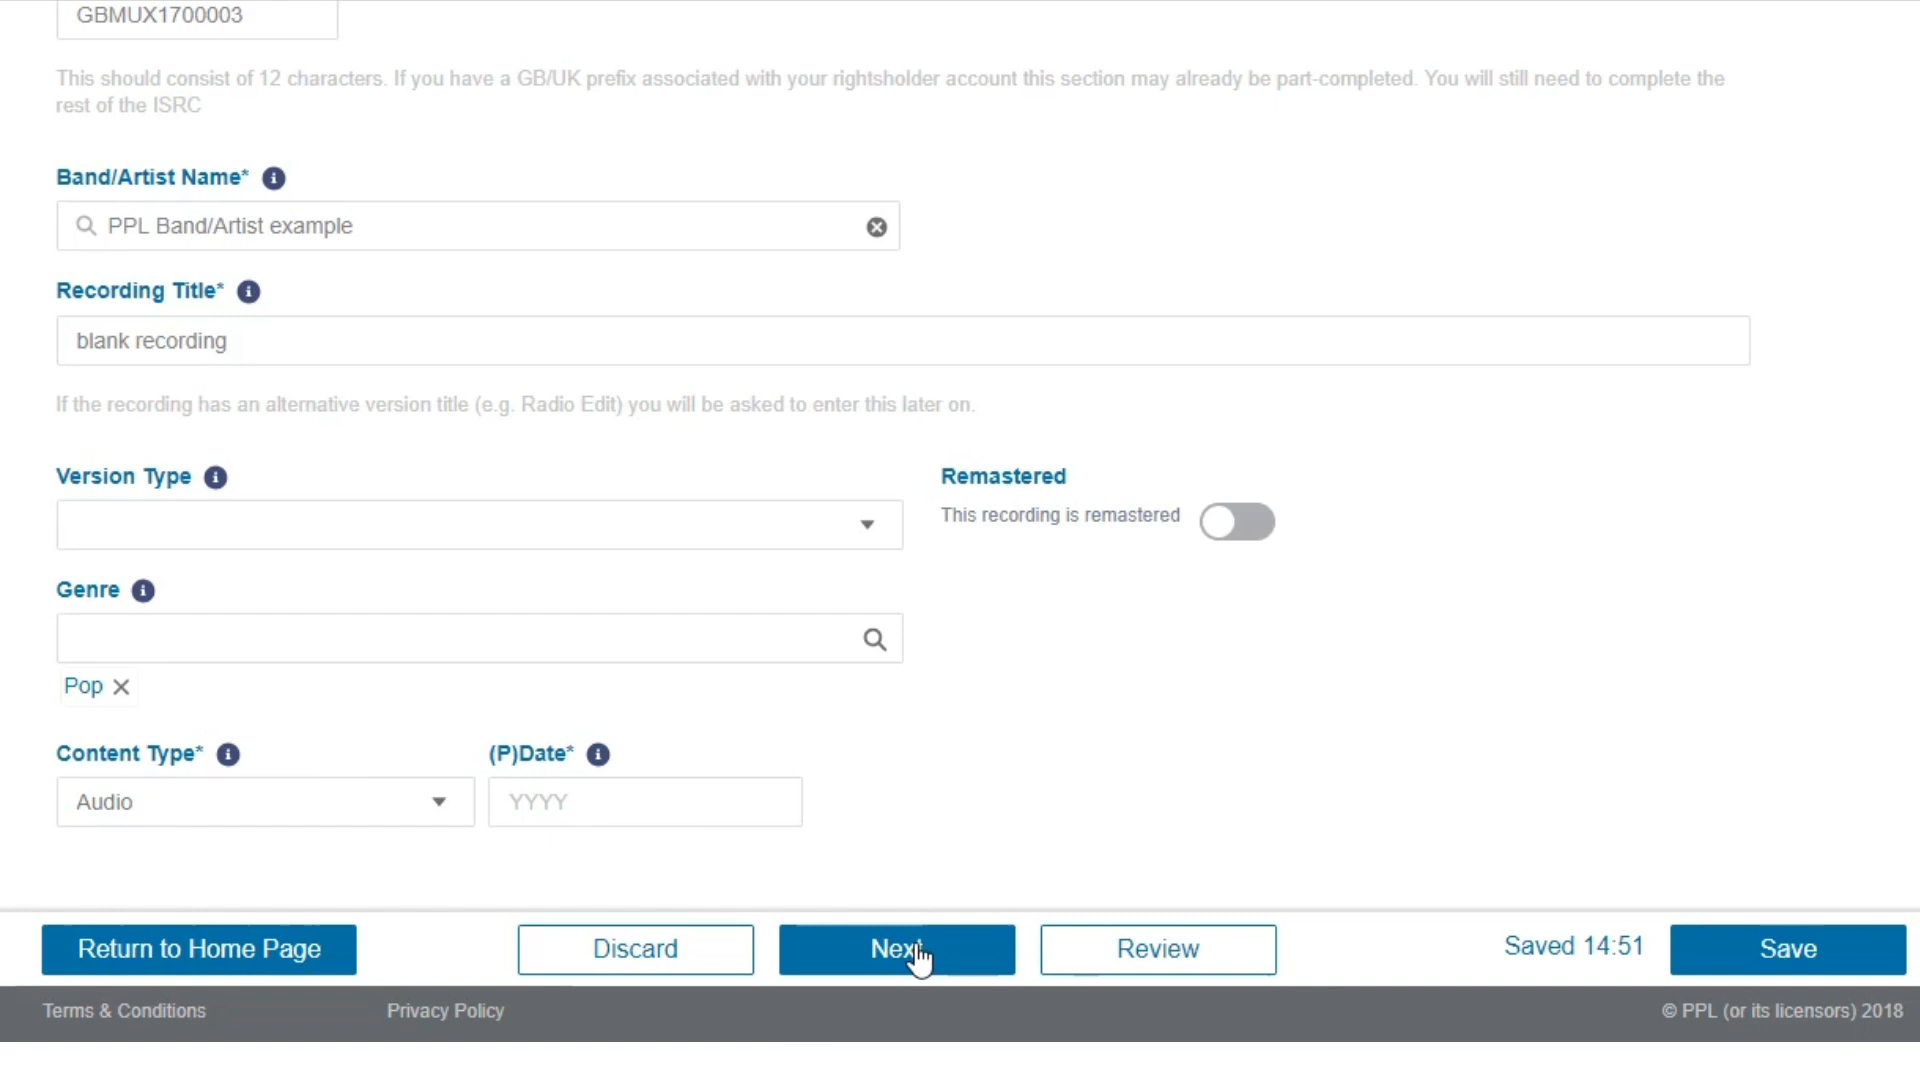 GBMUX1700003
This should consist of 12 characters. If you have a GB/UK prefix associated with your rightsholder account this section may already be part-completed. You will still need to complete the
rest of the ISRC
Band/Artist Name*
PPL Band/Artist example
Recording Title*
blank recording
If the recording has an alternative version title (e.g. Radio Edit) you will be asked to enter this later on.
Version Type
Remastered
This recording is remastered
Genre
Pop
Content Type*
(P)Date*
Audio
YYYY
Return to Home Page
Discard
Next
Review
Saved 14:51
Save
Terms & Conditions
Privacy Policy
© PPL (or its licensors) 2018